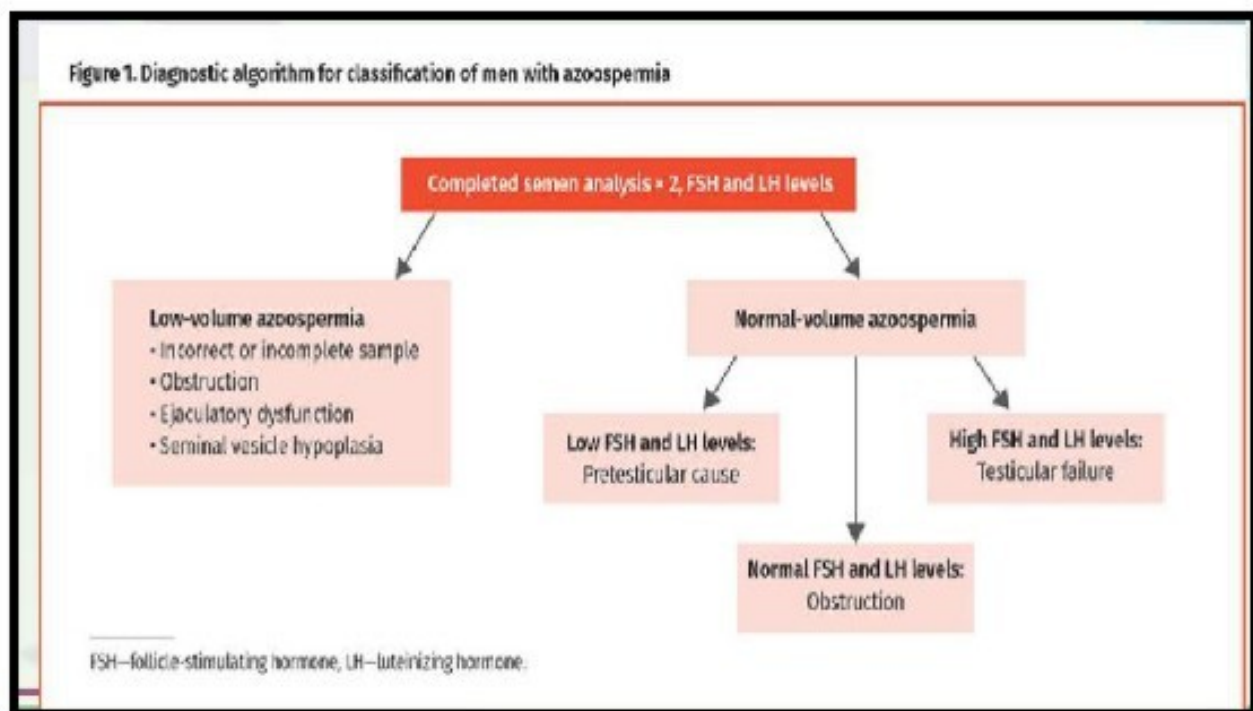 Figure 1. Diagnostic algorithm for classification of men with azoospermia
Completed semen analysis × 2, FSH and LH levels
Low-volume azoospermia
• Incorrect or incomplete sample
• Obstruction
• Ejaculatory dysfunction
• Seminal vesicle hypoplasia
Normal-volume azoospermia
Low FSH and LH levels:
Pretesticular cause
High FSH and LH levels:
Testicular failure
Normal FSH and LH levels:
Obstruction
FSH—follicle-stimulating hormone, LH—luteinizing hormone.